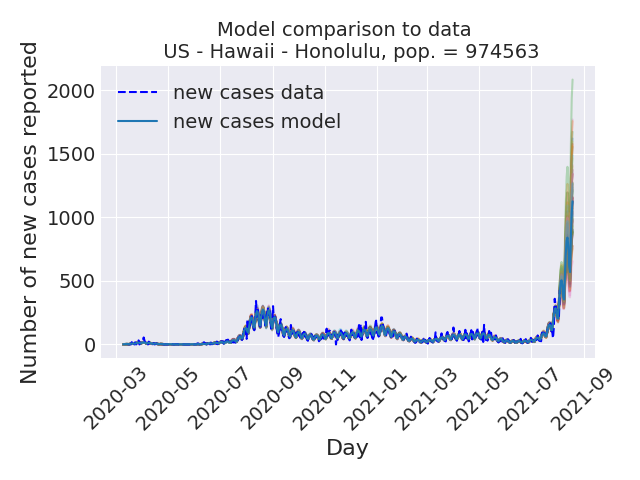 Model comparison to data
US - Hawaii - Honolulu, pop. = 974563
Number of new cases reported
2000
1500
1000
500
0
new cases data
new cases model
2020-03
2020-05
2020-07
2020-09
2020-11
2021-01
2021-03
2021-05
2021-07
2021-09
Day